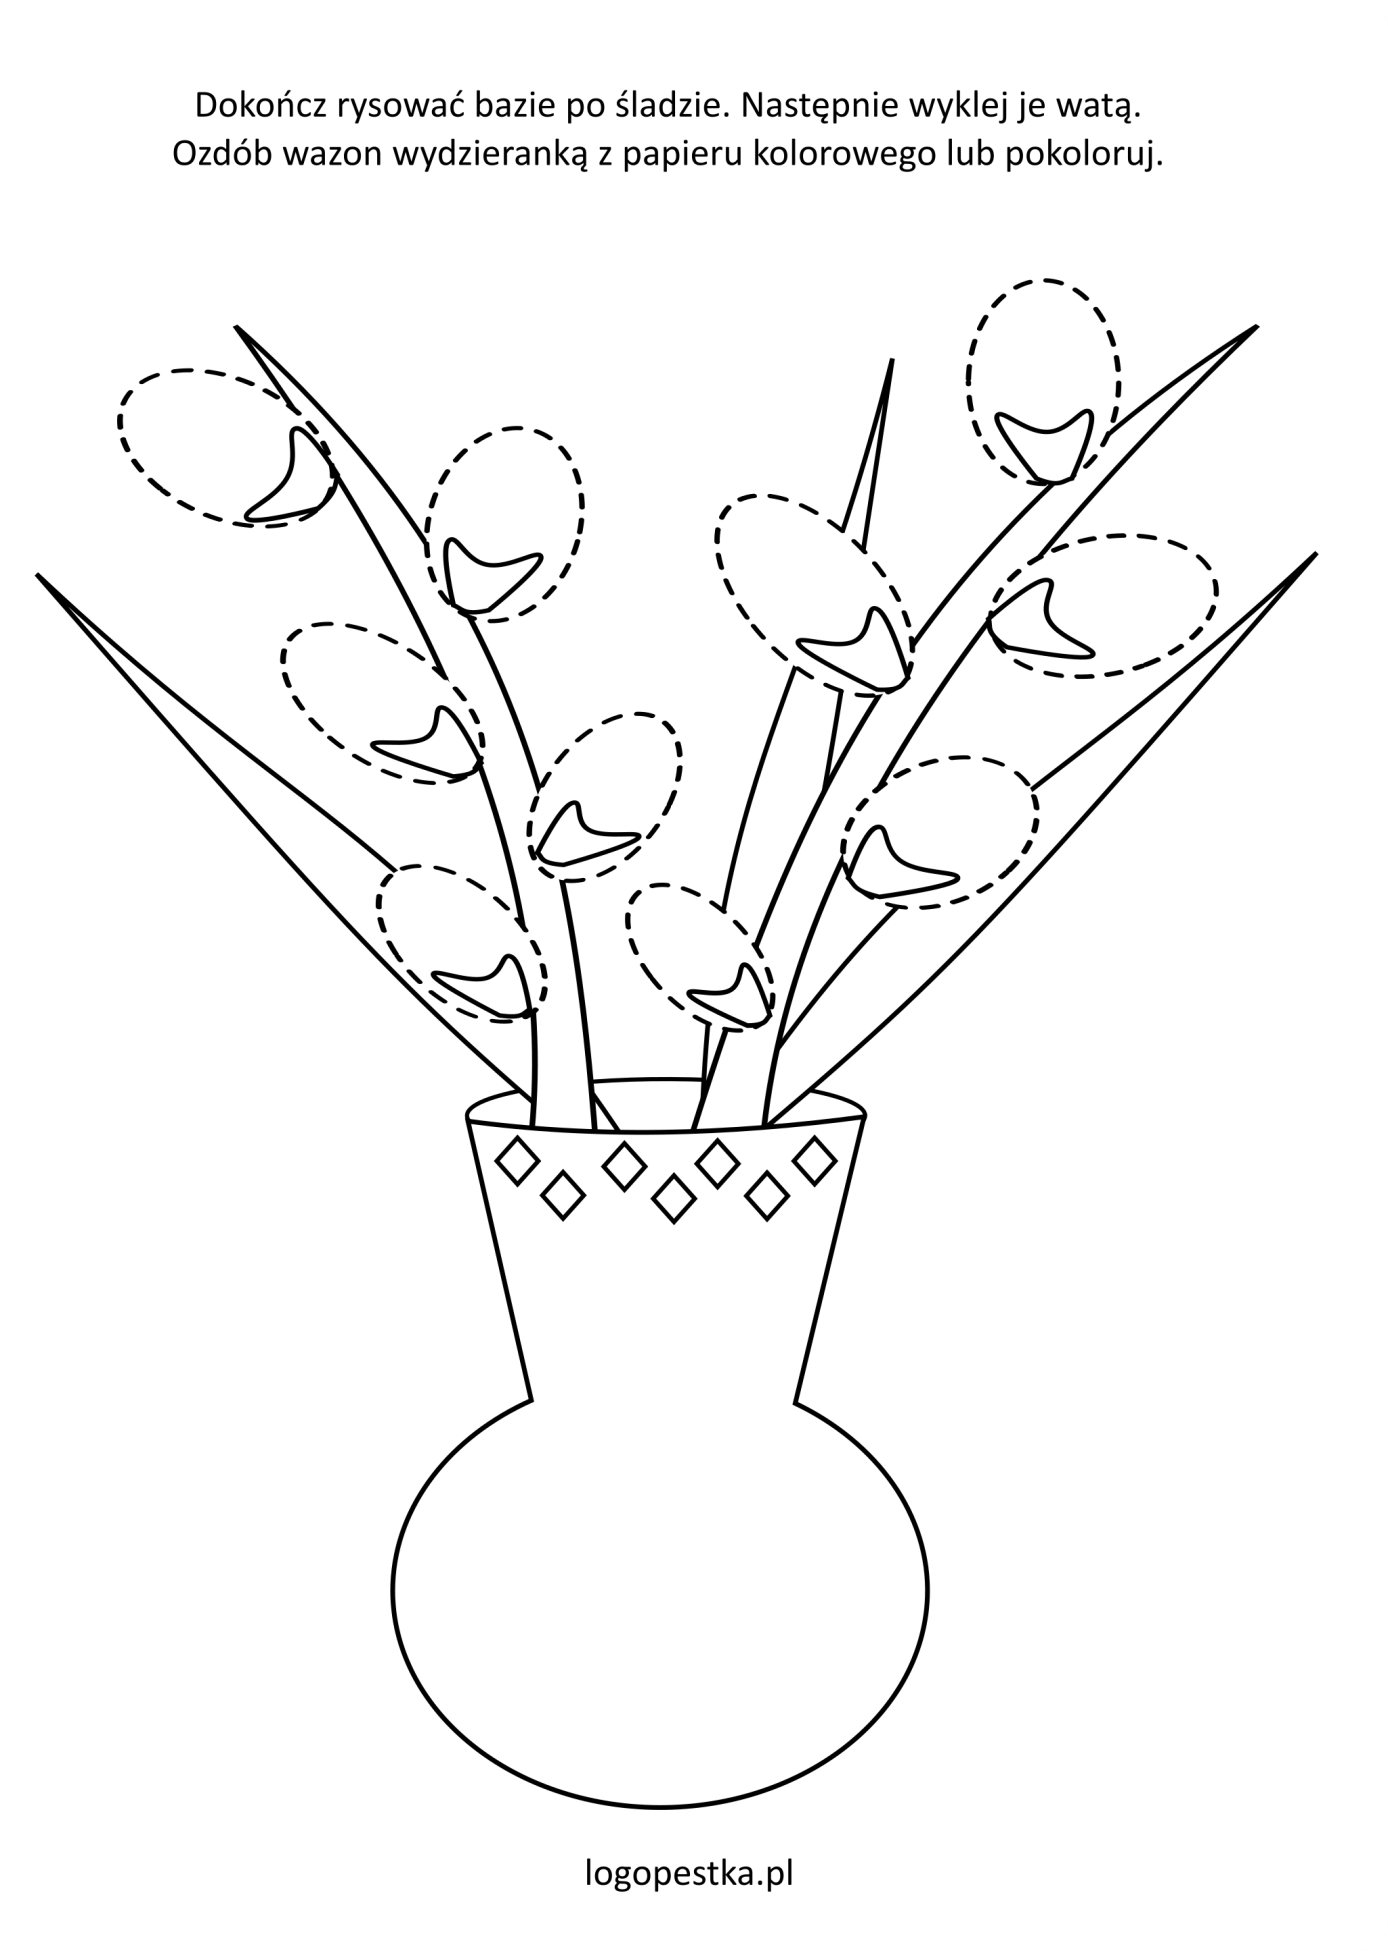 Dokończ rysować bazie po śladzie. Następnie wyklej je watą.
Ozdób wazon wydzieranką z papieru kolorowego lub pokoloruj.
logopestka.pl